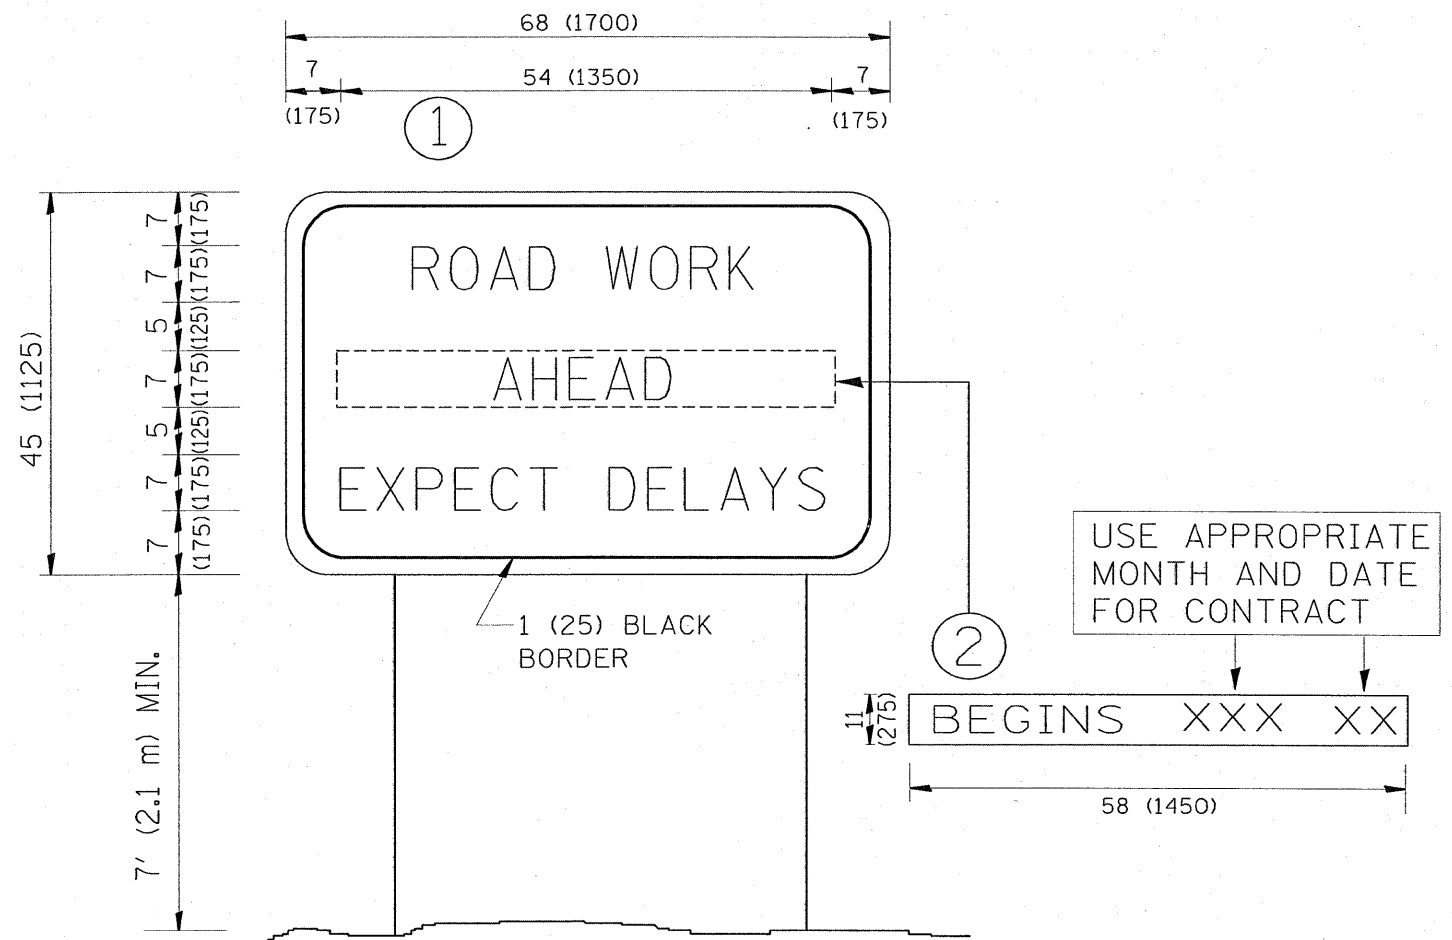 68 (1700)
7 54 (1350) 7
(175) (175)
1
7 (175)
7 (175)
5 (125)
7 (175)
5 (125)
7 (175)
7 (175)
45 (1125)
ROAD WORK
AHEAD
EXPECT DELAYS
1 (25) BLACK
BORDER
7' (2.1 m) MIN.
2
USE APPROPRIATE
MONTH AND DATE
FOR CONTRACT
11
(275)
BEGINS XXX XX
58 (1450)